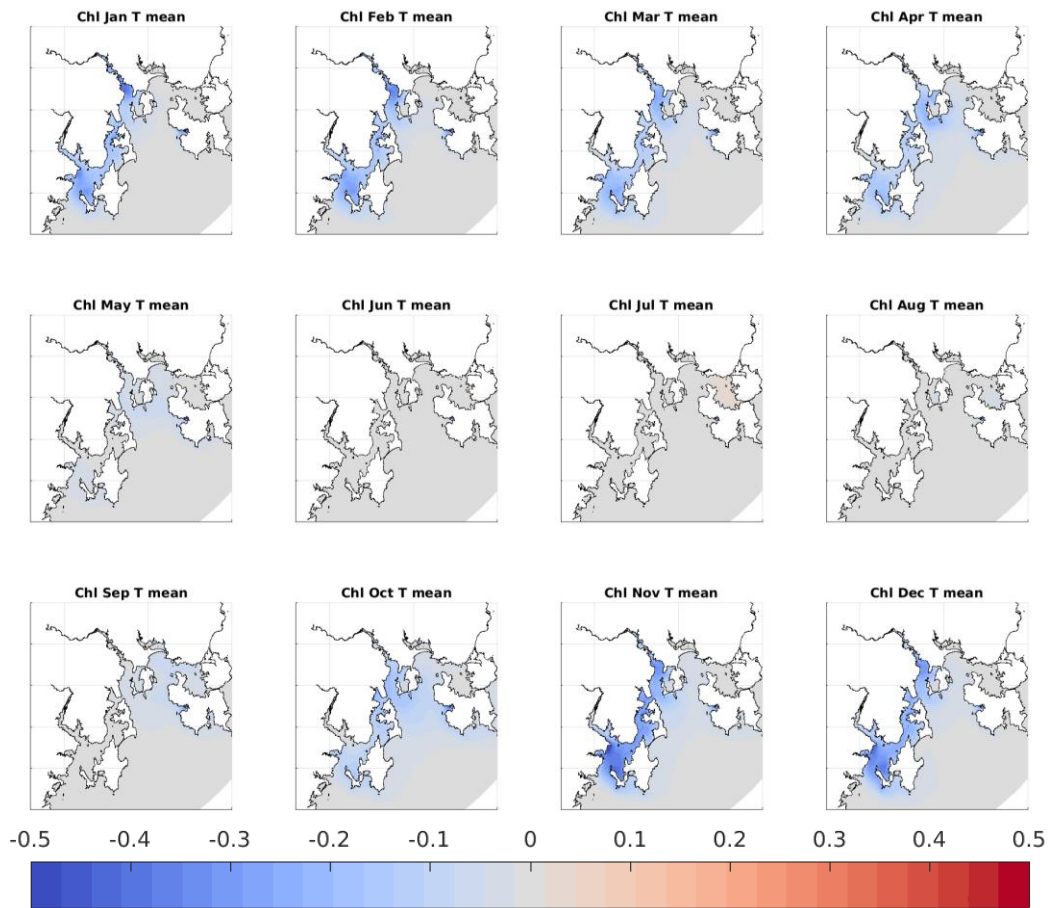 Chl Jan T mean Chl Feb T mean Chl Mar T mean Chl Apr T mean
Chl May T mean Chl Jun T mean Chl Jul T mean Chl Aug T mean
Chl Sep T mean Chl Oct T mean Chl Nov T mean Chl Dec T mean
-0.5 -0.4 -0.3 -0.2 -0.1 0 0.1 0.2 0.3 0.4 0.5